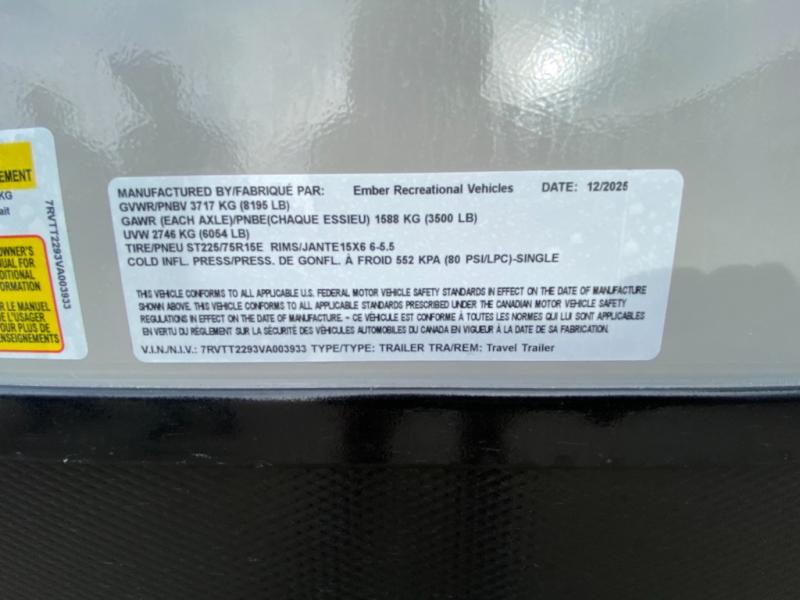 EMENT
KG
ait
7RVTT2293VA003933
OWNER'S
NUAL FOR
DDITIONAL
FORMATION
R LE MANUEL
E L'USAGER
OUR PLUS DE
ENSEIGNEMENTS
MANUFACTURED BY/FABRIQUÉ PAR: Ember Recreational Vehicles DATE: 12/2025
GVWR/PNBV 3717 KG (8195 LB)
GAWR (EACH AXLE)/PNBE(CHAQUE ESSIEU) 1588 KG (3500 LB)
UVW 2746 KG (6054 LB)
TIRE/PNEU ST225/75R15E RIMS/JANTE15X6 6-5.5
COLD INFL. PRESS/PRESS. DE GONFL. À FROID 552 KPA (80 PSI/LPC)-SINGLE
THIS VEHICLE CONFORMS TO ALL APPLICABLE U.S. FEDERAL MOTOR VEHICLE SAFETY STANDARDS IN EFFECT ON THE DATE OF MANUFACTURE
SHOWN ABOVE. THIS VEHICLE CONFORMS TO ALL APPLICABLE STANDARDS PRESCRIBED UNDER THE CANADIAN MOTOR VEHICLE SAFETY
REGULATIONS IN EFFECT ON THE DATE OF MANUFACTURE. - CE VÉHICULE EST CONFORME À TOUTES LES NORMES QUI LUI SONT APPLICABLES
EN VERTU DU RÈGLEMENT SUR LA SÉCURITÉ DES VÉHICULES AUTOMOBILES DU CANADA EN VIGUEUR À LA DATE DE SA FABRICATION.
V.I.N./N.I.V.: 7RVTT2293VA003933 TYPE/TYPE: TRAILER TRA/REM: Travel Trailer